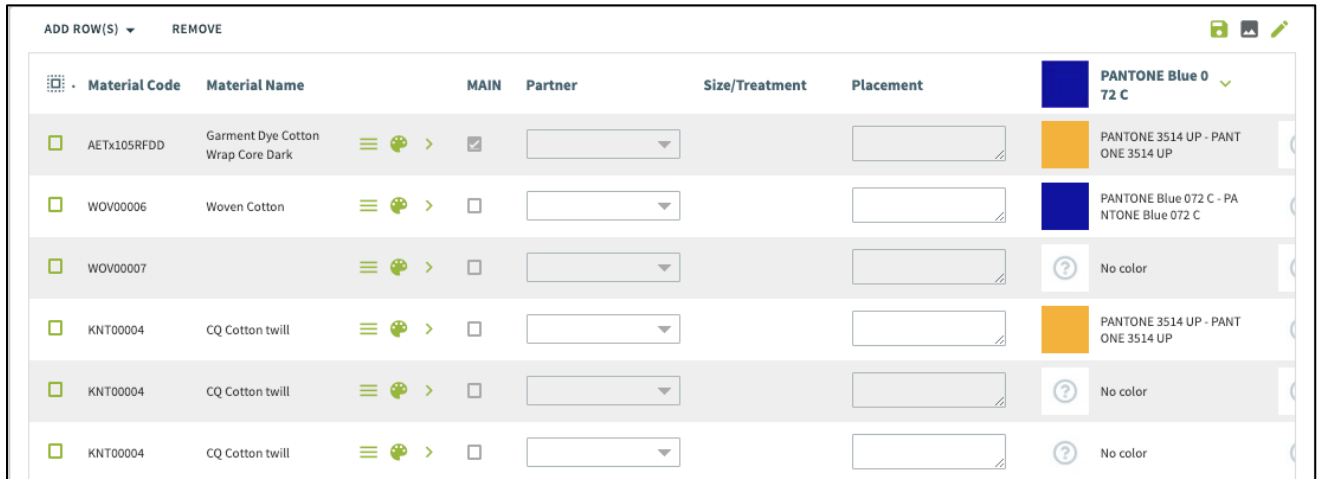 ADD ROW(S) REMOVE
Material Code Material Name MAIN Partner Size/Treatment Placement PANTONE Blue 0
72 C
AETx105RFDD Garment Dye Cotton
Wrap Core Dark PANTONE 3514 UP - PANT
ONE 3514 UP
WOV00006 Woven Cotton PANTONE Blue 072 C - PA
NTONE Blue 072 C
WOV00007 No color
KNT00004 CQ Cotton twill PANTONE 3514 UP - PANT
ONE 3514 UP
KNT00004 CQ Cotton twill No color
KNT00004 CQ Cotton twill No color